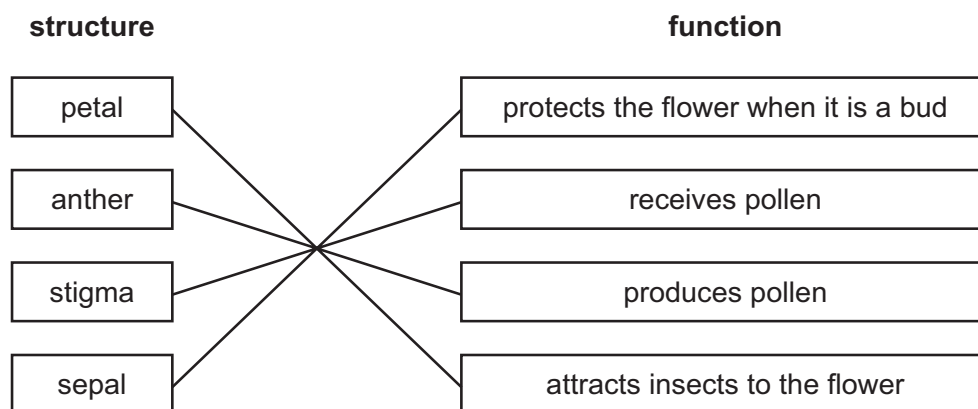 structure function
petal protects the flower when it is a bud
anther receives pollen
stigma produces pollen
sepal attracts insects to the flower